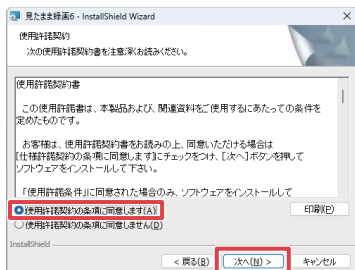 見たまま録画6 - InstallShield Wizard
使用許諾契約
次の使用許諾契約書を注意深くお読みください。
使用許諾契約書
この使用許諾書は、本製品および、関連資料をご使用するにあたっての条件を
定めたものです。
お客様は、使用許諾契約書をお読みの上、同意いただける場合は
[仕様許諾契約の条項に同意します]にチェックをつけ、[次へ]ボタンを押して
ソフトウェアをインストールして下さい。
「使用許諾条件」に同意された場合のみ、ソフトウェアをインストールして
使用許諾契約の条項に同意します(A)
印刷(P)
使用許諾契約の条項に同意しません(D)
InstallShield
< 戻る(B)
次へ(N) >
キャンセル